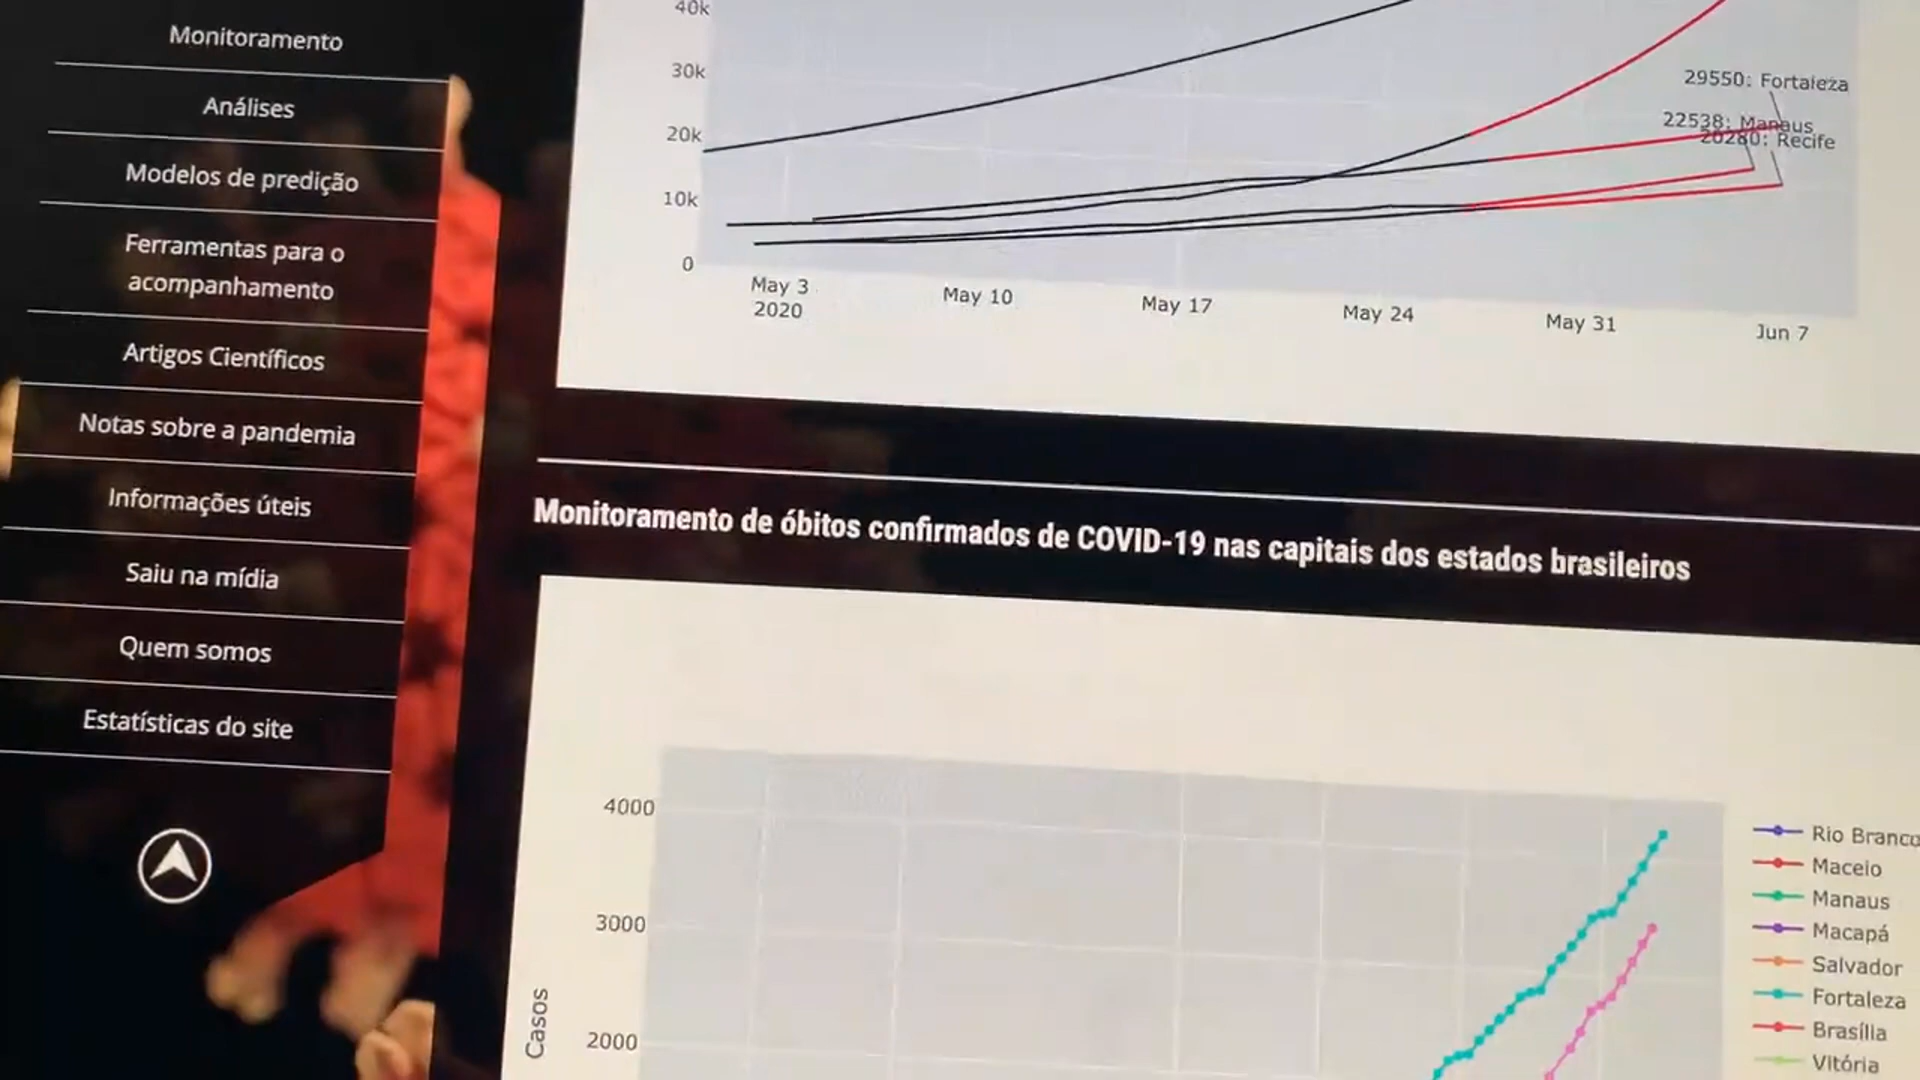 Monitoramento
Análises
Modelos de predição
Ferramentas para o
acompanhamento
Artigos Científicos
Notas sobre a pandemia
Informações úteis
Saiu na mídia
Quem somos
Estatísticas do site
40k
30k
20k
10k
0
29550: Fortaleza
22538: Manaus
20280: Recife
May 3
2020
May 10
May 17
May 24
May 31
Jun 7
Monitoramento de óbitos confirmados de COVID-19 nas capitais dos estados brasileiros
4000
3000
2000
Casos
Rio Branco
Maceio
Manaus
Macapá
Salvador
Fortaleza
Brasília
Vitória